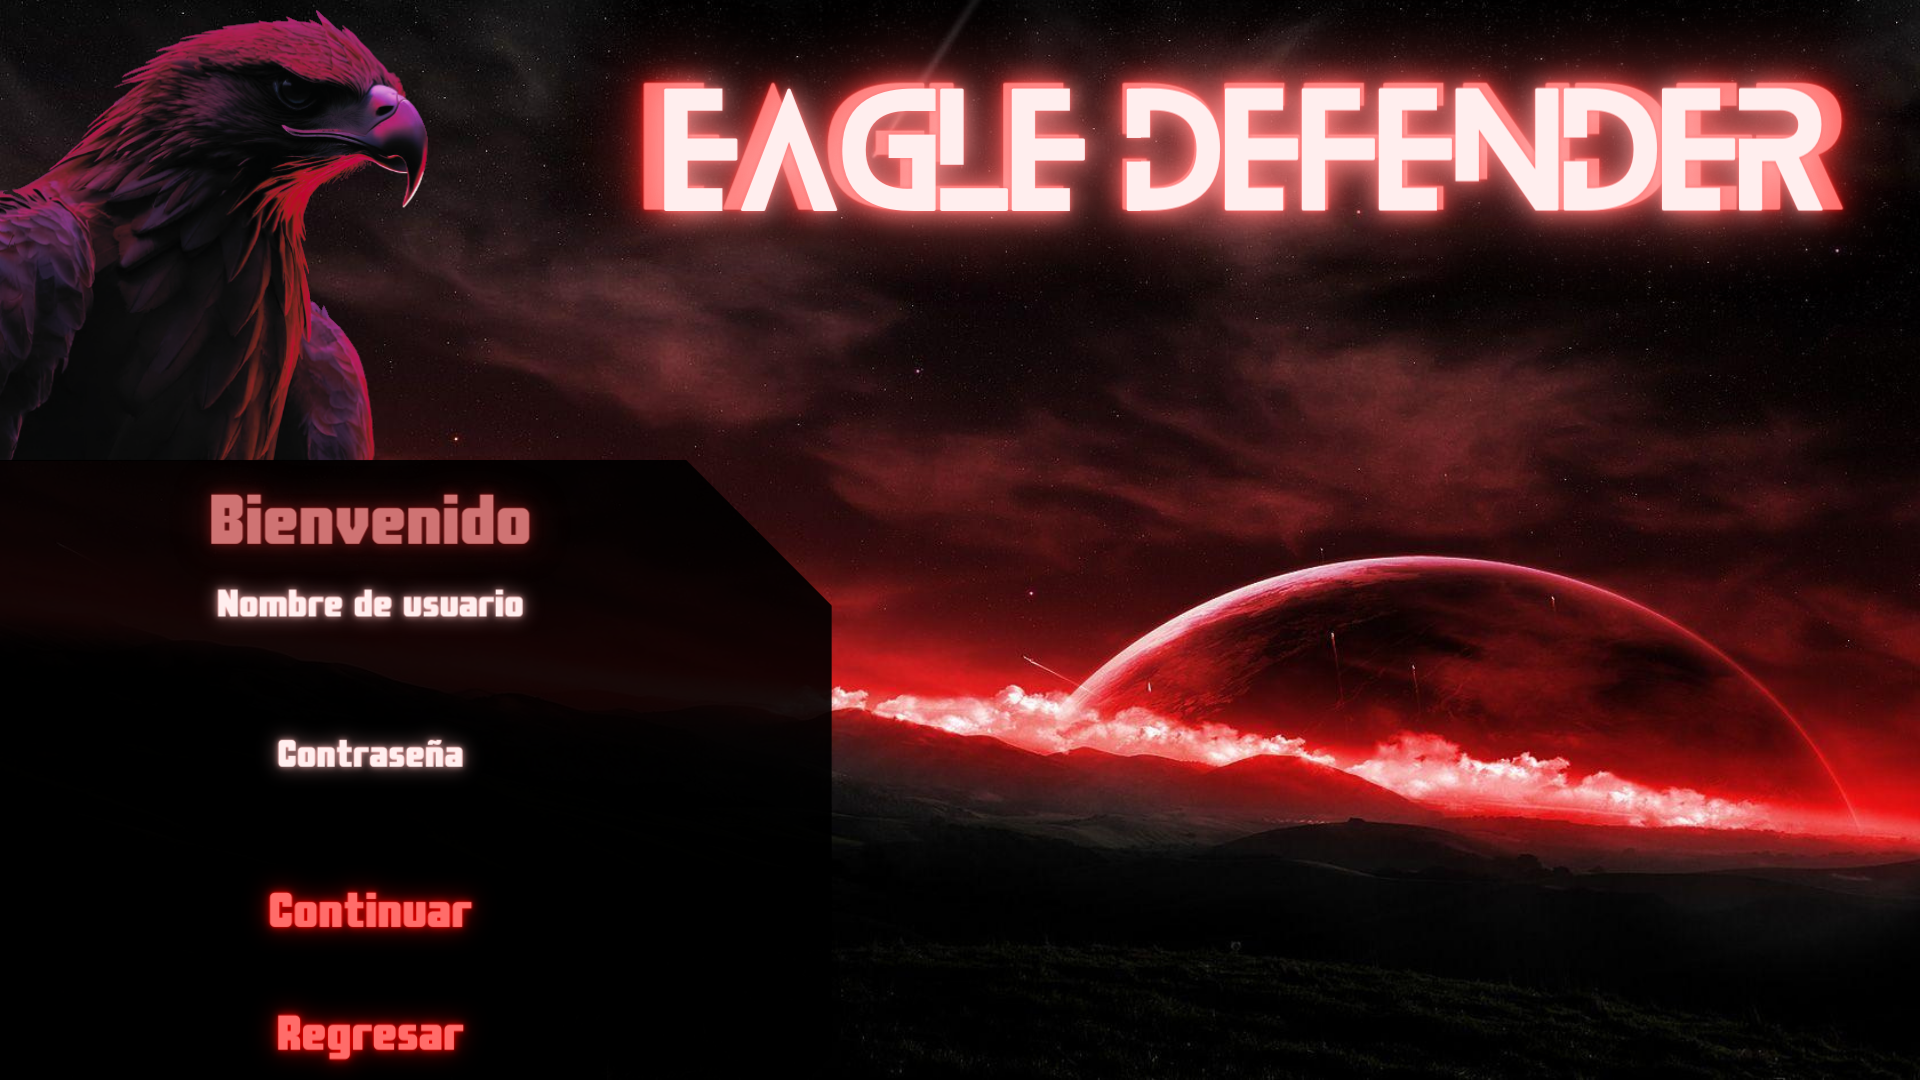 EAGLE DEFENDER
Bienvenido
Nombre de usuario
Contraseña
Continuar
Regresar